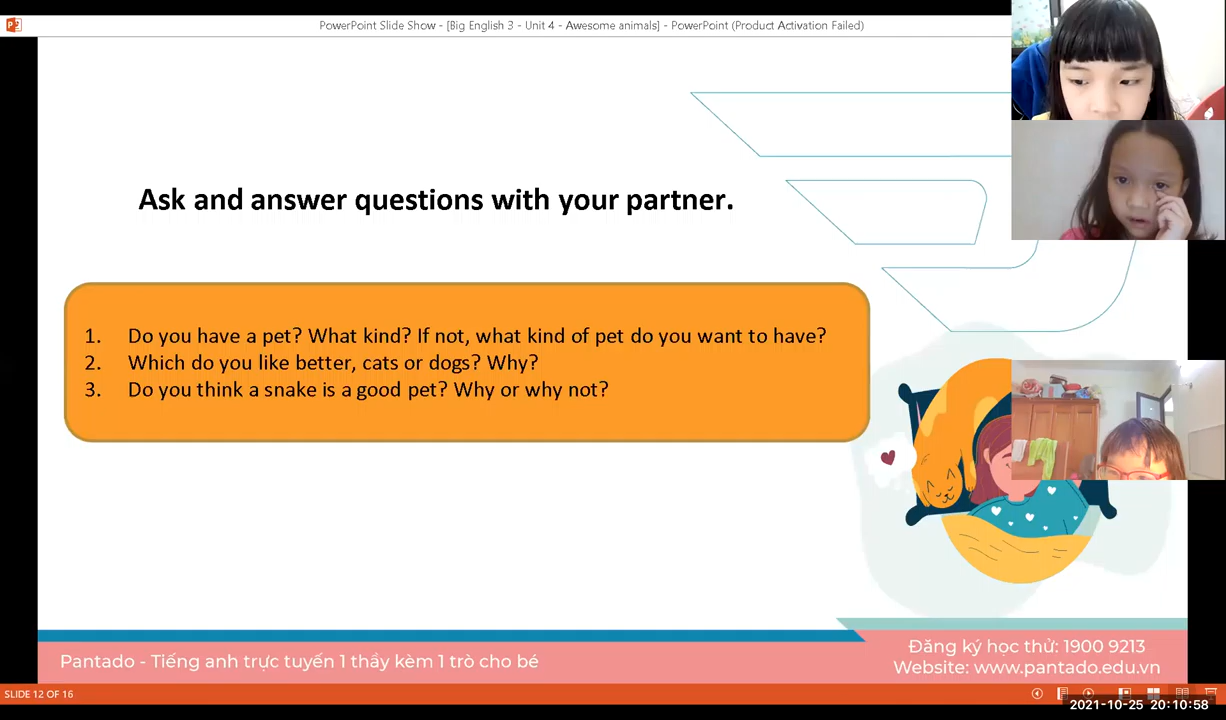 PowerPoint Slide Show - [Big English 3 - Unit 4 - Awesome animals] - PowerPoint (Product Activation Failed)
Ask and answer questions with your partner.
1. Do you have a pet? What kind? If not, what kind of pet do you want to have?
2. Which do you like better, cats or dogs? Why?
3. Do you think a snake is a good pet? Why or why not?
Pantado - Tiếng anh trực tuyến 1 thầy kèm 1 trò cho bé
Đăng ký học thử: 1900 9213
Website: www.pantado.edu.vn
SLIDE 12 OF 16
2021-10-25 20:10:58